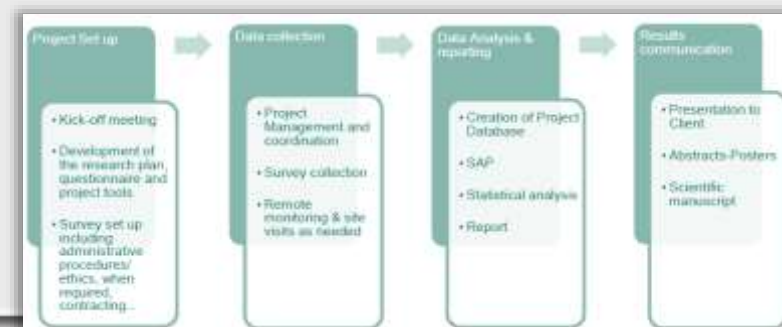 Project Set up
• Kick-off meeting
• Development of
the research plan,
questionnaire and
project tools
• Survey set up
including
administrative
procedures/
ethics, when
required,
contracting...
Data collection
• Project
Management and
coordination
• Survey collection
• Remote
monitoring & site
visits as needed
Data Analysis &
reporting
• Creation of Project
Database
• SAP
• Statistical analysis
• Report
Results
communication
• Presentation to
Client
• Abstracts-Posters
• Scientific
manuscript